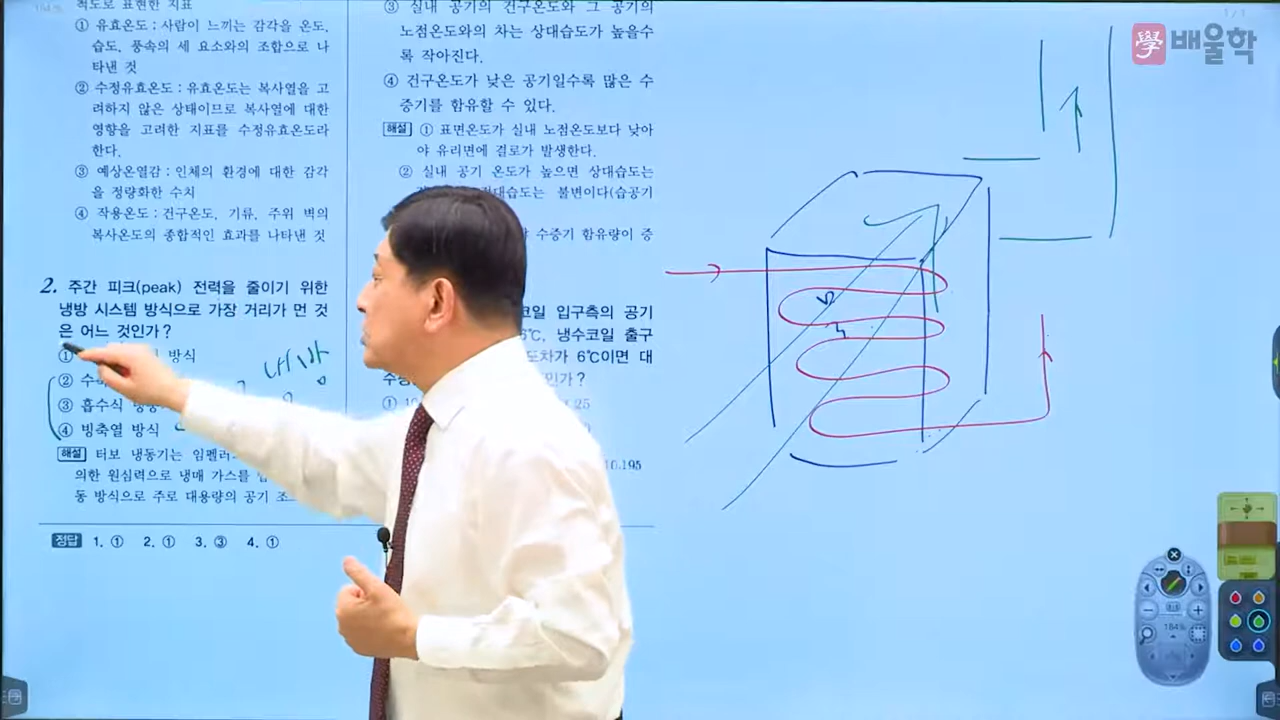 척도로 표현한 지표
① 유효온도 : 사람이 느끼는 감각을 온도,
습도, 풍속의 세 요소와의 조합으로 나
타낸 것
② 수정유효온도 : 유효온도는 복사열을 고
려하지 않은 상태이므로 복사열에 대한
영향을 고려한 지표를 수정유효온도라
한다.
③ 예상온열감 : 인체의 환경에 대한 감각
을 정량화한 수치
④ 작용온도 : 건구온도, 기류, 주위 벽의
복사온도의 종합적인 효과를 나타낸 것
2. 주간 피크(peak) 전력을 줄이기 위한
냉방 시스템 방식으로 가장 거리가 먼 것
은 어느 것인가?
① 방식
②
③ 흡수식
④ 빙축열 방식
냉방
해설 터보 냉동기는
의한 원심력으로 냉매 가스를
동 방식으로 주로 대용량의 공기
③ 실내 공기의 건구온도와 그 공기의
노점온도와의 차는 상대습도가 높을수
록 작아진다.
④ 건구온도가 낮은 공기일수록 많은 수
증기를 함유할 수 있다.
해설 ① 표면온도가 실내 노점온도보다 낮아
야 유리면에 결로가 발생한다.
② 실내 공기 온도가 높으면 상대습도는
불변이다(습공기
수증기 함유량이 증
입구측의 공기
냉수코일 출구
6℃이면 대
인가?
①
25
10.195
정답 1. ① 2. ① 3. ③ 4. ①
學 배울학
1/1
184%